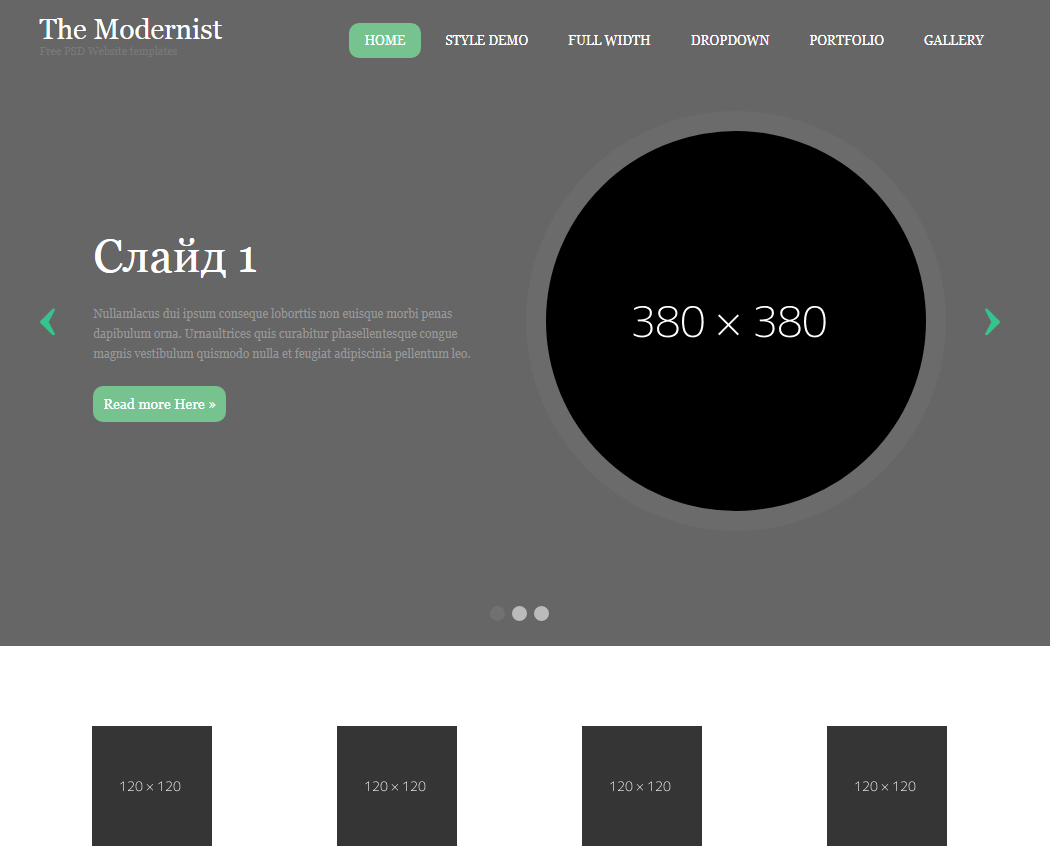 The Modernist
Free PSD Website templates
HOME STYLE DEMO FULL WIDTH DROPDOWN PORTFOLIO GALLERY
Слайд 1
Nullamlacus dui ipsum conseque loborttis non euisque morbi penas
dapibulum orna. Urnaultrices quis curabitur phasellentesque congue
magnis vestibulum quismodo nulla et feugiat adipiscinia pellentum leo.
Read more Here »
380 × 380
120 × 120 120 × 120 120 × 120 120 × 120